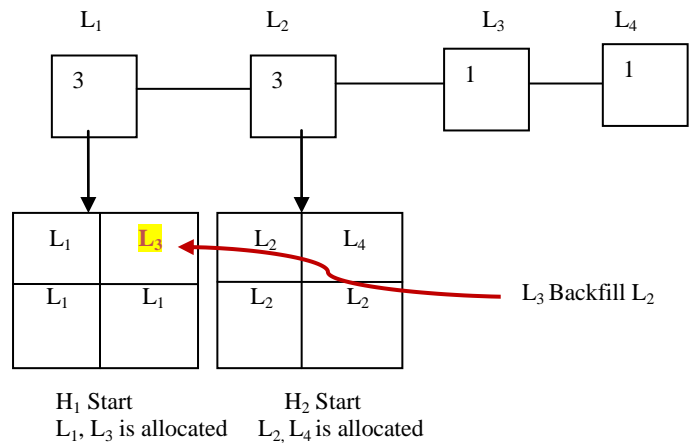 L₁ L₂ L₃ L₄
3 3 1 1
L₁ L₃ L₂ L₄
L₁ L₁ L₂ L₂
L₃ Backfill L₂
H₁ Start H₂ Start
L₁, L₃ is allocated L₂, L₄ is allocated